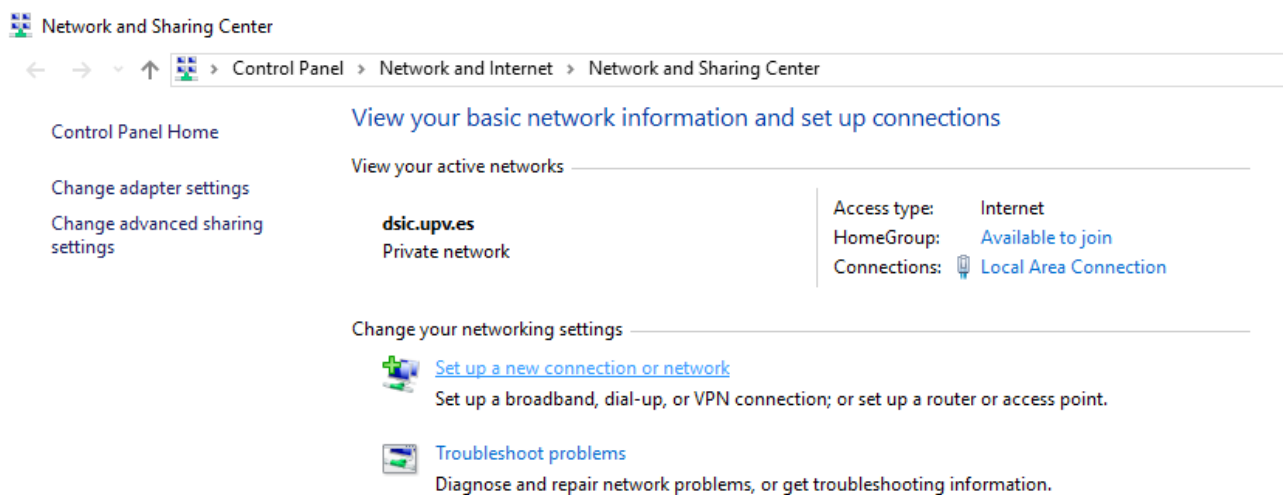 Network and Sharing Center
Control Panel > Network and Internet > Network and Sharing Center
Control Panel Home
Change adapter settings
Change advanced sharing
settings
View your basic network information and set up connections
View your active networks
dsic.upv.es
Private network
Access type: Internet
HomeGroup: Available to join
Connections: Local Area Connection
Change your networking settings
Set up a new connection or network
Set up a broadband, dial-up, or VPN connection; or set up a router or access point.
Troubleshoot problems
Diagnose and repair network problems, or get troubleshooting information.